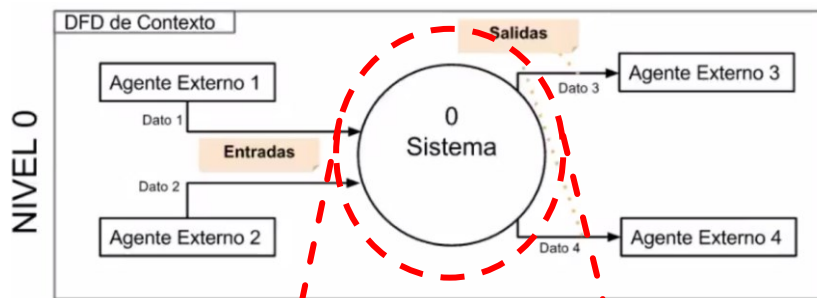 DFD de Contexto
NIVEL 0
Agente Externo 1
Dato 1
Entradas
Dato 2
Agente Externo 2
0
Sistema
Salidas
Dato 3
Agente Externo 3
Dato 4
Agente Externo 4